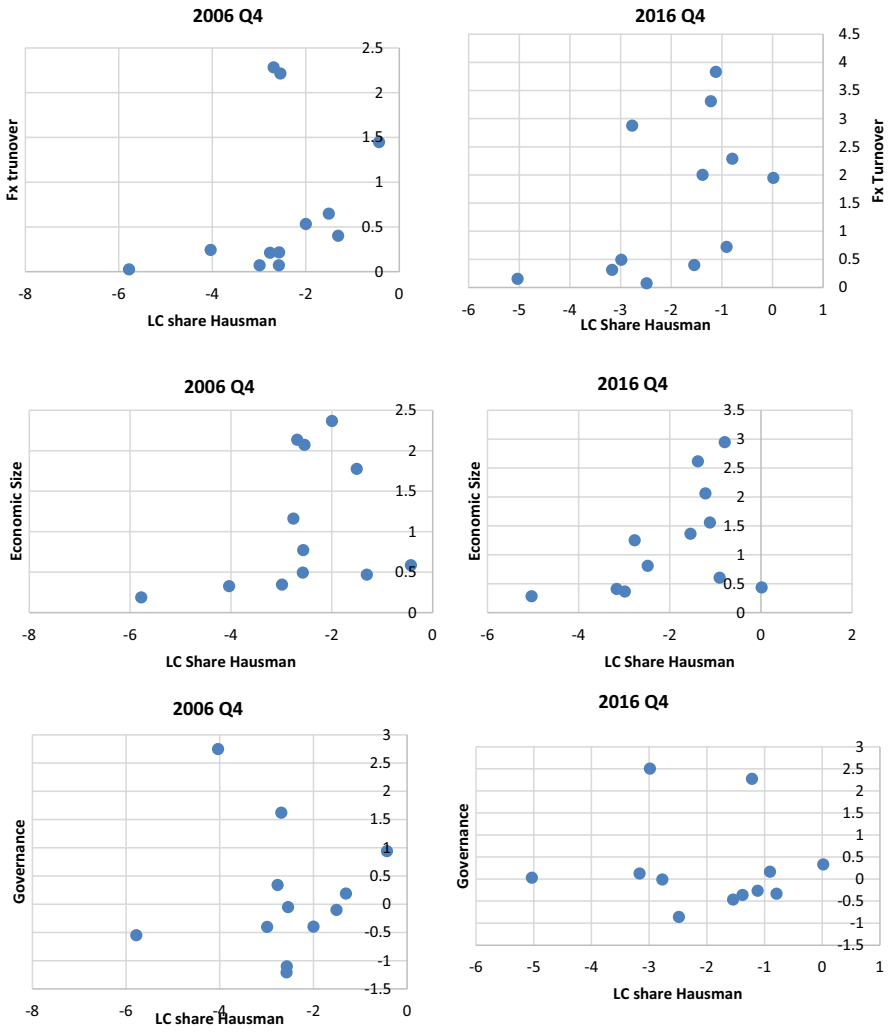 2006 Q4
2.5
2
1.5
1
0.5
0
-8 -6 -4 -2 0
Fx trunover
LC share Hausman
2016 Q4
4.5
4
3.5
3
2.5
2
1.5
1
0.5
0
-6 -5 -4 -3 -2 -1 0 1
Fx Turnover
LC Share Hausman
2006 Q4
2.5
2
1.5
1
0.5
0
-8 -6 -4 -2 0
Economic Size
LC Share Hausman
2016 Q4
3.5
3
2.5
2
1.5
1
0.5
0
-6 -4 -2 0 2
Economic Size
LC Share Hausman
2006 Q4
3
2.5
2
1.5
1
0.5
0
-0.5
-1
-1.5
-8 -6 -4 -2 0
Governance
LC share Hausman
2016 Q4
3
2.5
2
1.5
1
0.5
0
-0.5
-1
-1.5
-6 -5 -4 -3 -2 -1 0 1
Governance
LC share Hausman